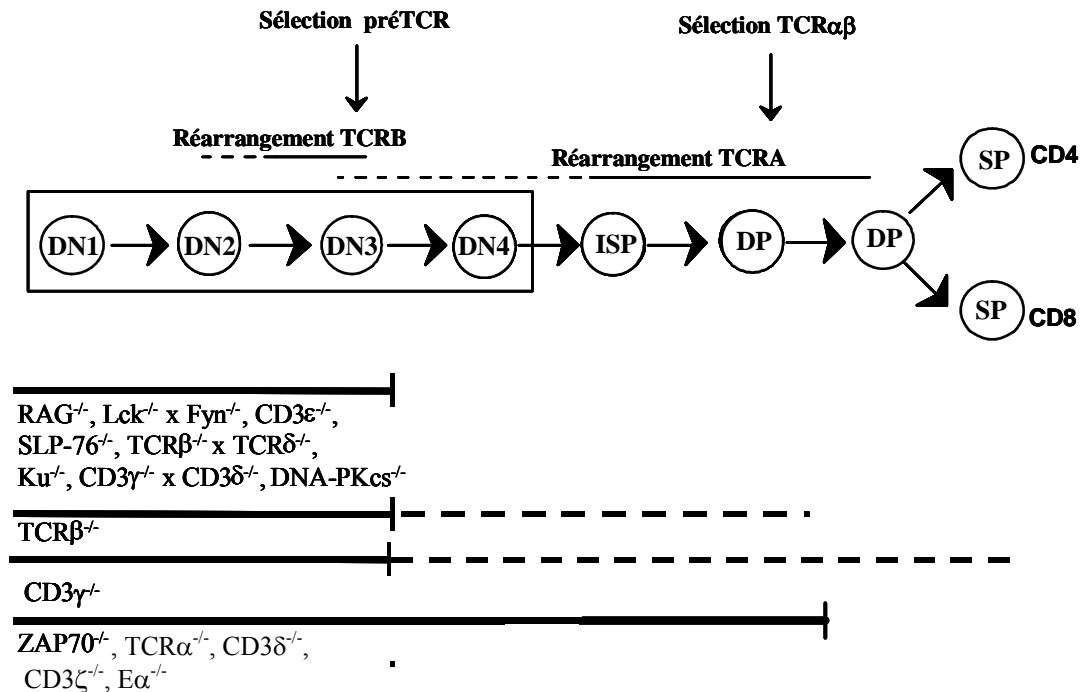 Sélection préTCR
Sélection TCRαβ
Réarrangement TCRB
Réarrangement TCRA
SP CD4
DN1 DN2 DN3 DN4 ISP DP DP
SP CD8
RAG-/-, Lck-/- x Fyn-/-, CD3ε-/-,
SLP-76-/-, TCRβ-/- x TCRδ-/-,
Ku-/-, CD3γ-/- x CD3δ-/-, DNA-PKcs-/-
TCRβ-/-
CD3γ-/-
ZAP70-/-, TCRα-/-, CD3δ-/-,
CD3ζ-/-, Eα-/-